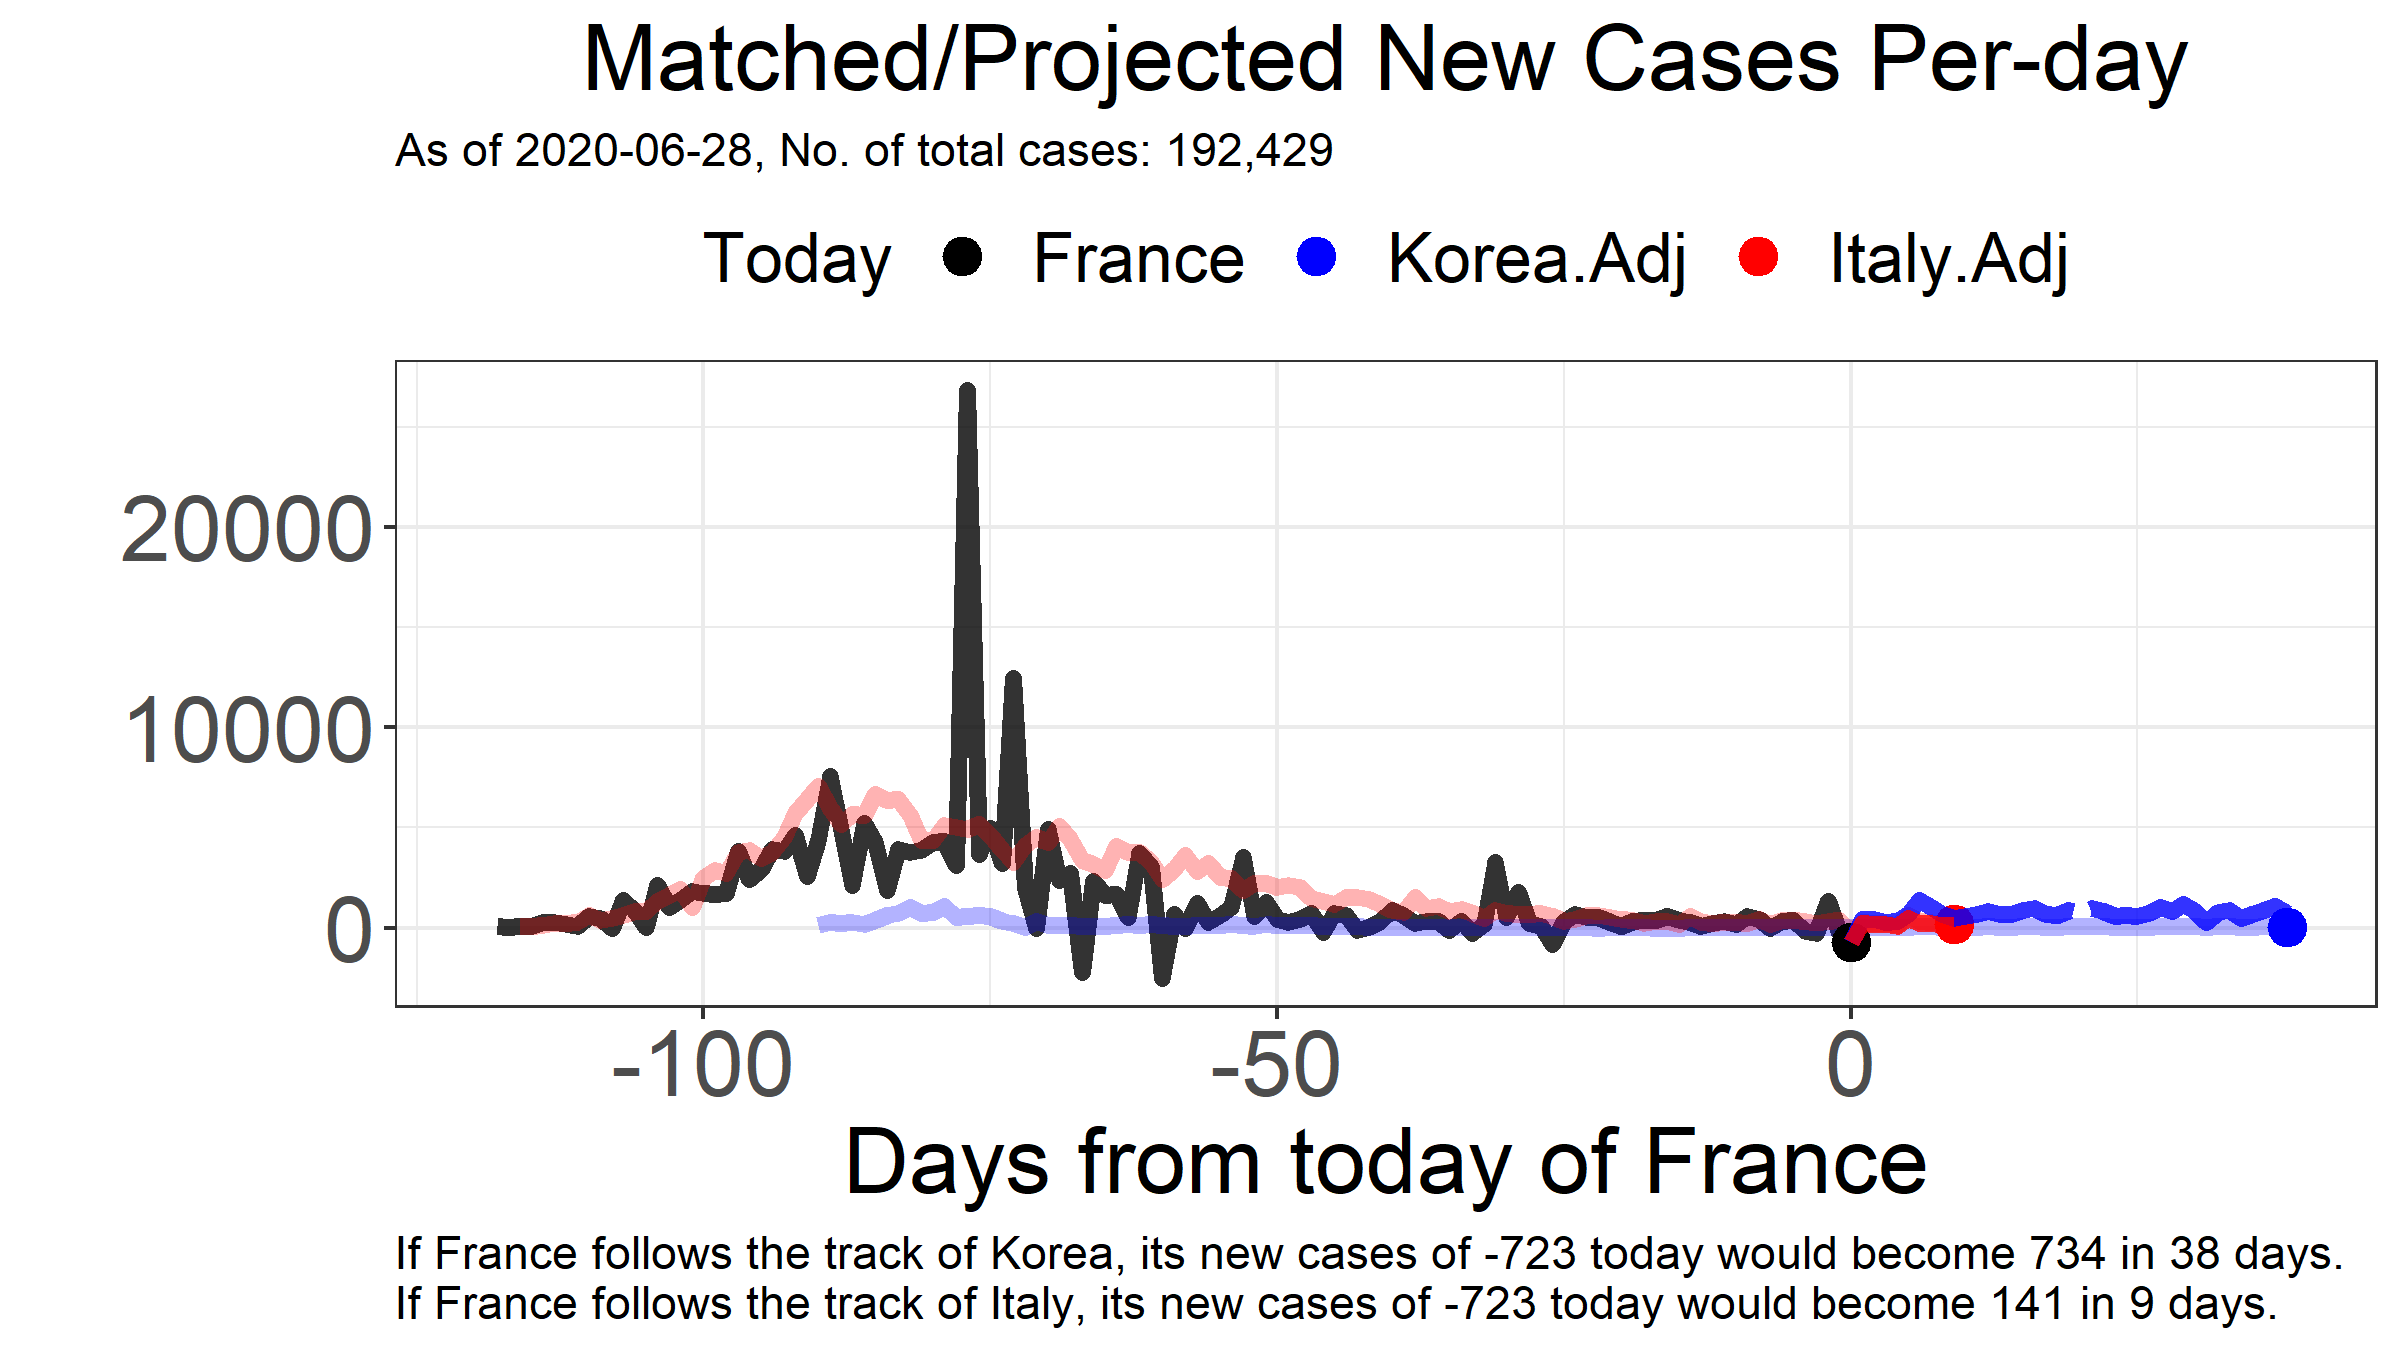 Matched/Projected New Cases Per-day
As of 2020-06-28, No. of total cases: 192,429
Today France Korea.Adj Italy.Adj
20000
10000
0
-100 -50 0
Days from today of France
If France follows the track of Korea, its new cases of -723 today would become 734 in 38 days.
If France follows the track of Italy, its new cases of -723 today would become 141 in 9 days.